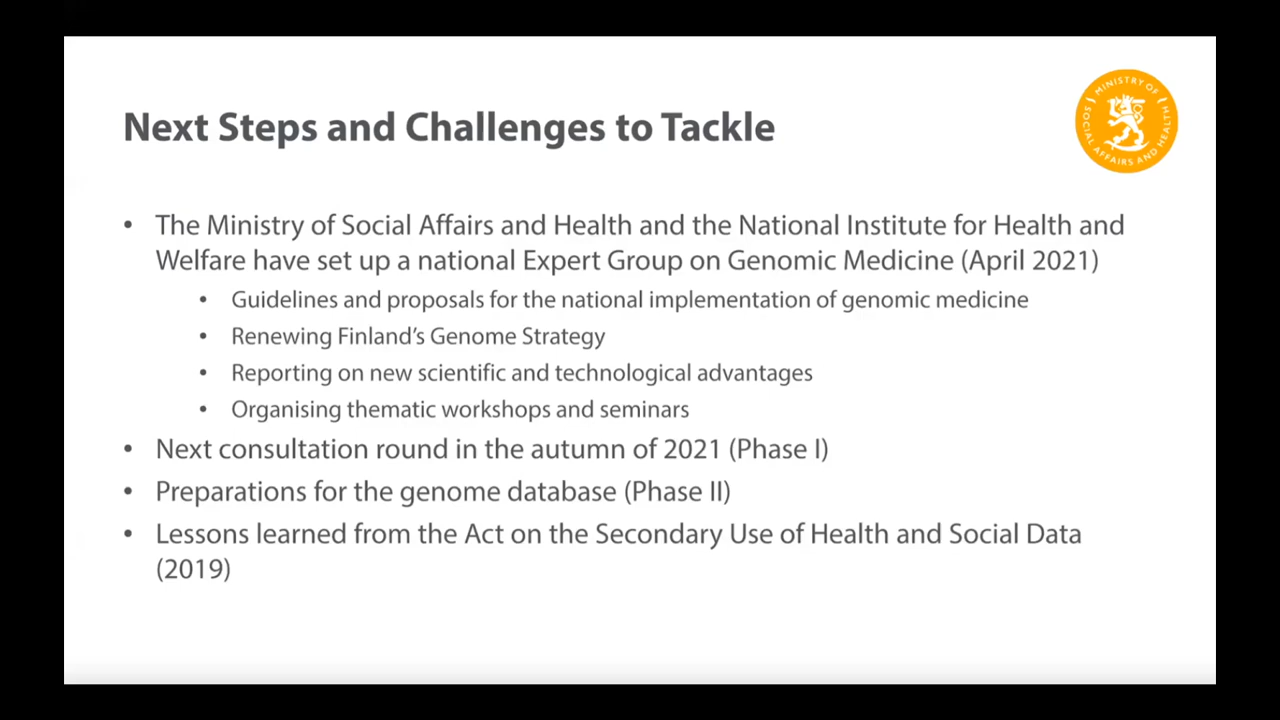 Next Steps and Challenges to Tackle
MINISTRY OF
SOCIAL AFFAIRS AND HEALTH
• The Ministry of Social Affairs and Health and the National Institute for Health and
Welfare have set up a national Expert Group on Genomic Medicine (April 2021)
• Guidelines and proposals for the national implementation of genomic medicine
• Renewing Finland’s Genome Strategy
• Reporting on new scientific and technological advantages
• Organising thematic workshops and seminars
• Next consultation round in the autumn of 2021 (Phase I)
• Preparations for the genome database (Phase II)
• Lessons learned from the Act on the Secondary Use of Health and Social Data
(2019)